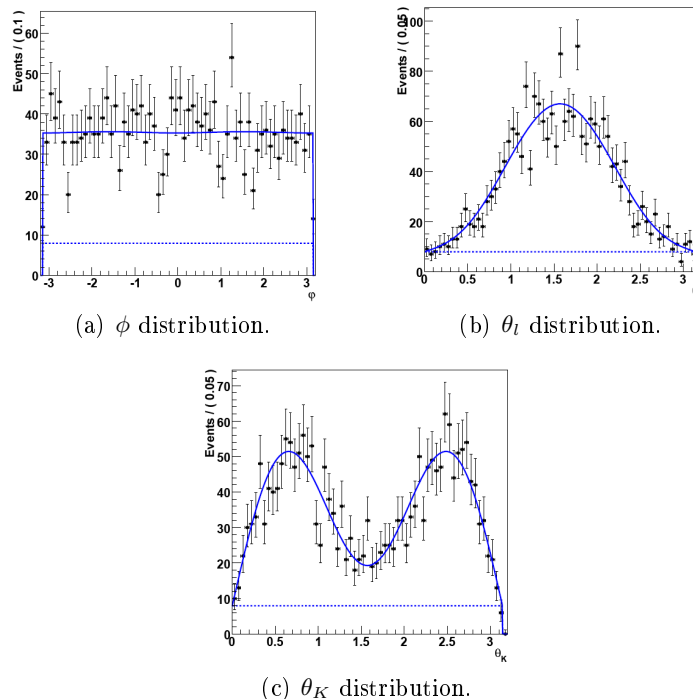 Events / ( 0.1 )
60
50
40
30
20
10
0
-3 -2 -1 0 1 2 3
φ
(a) ϕ distribution.
Events / ( 0.05 )
100
80
60
40
20
0
0 0.5 1 1.5 2 2.5 3
(b) θl distribution.
Events / ( 0.05 )
70
60
50
40
30
20
10
0
0 0.5 1 1.5 2 2.5 3
θK
(c) θK distribution.